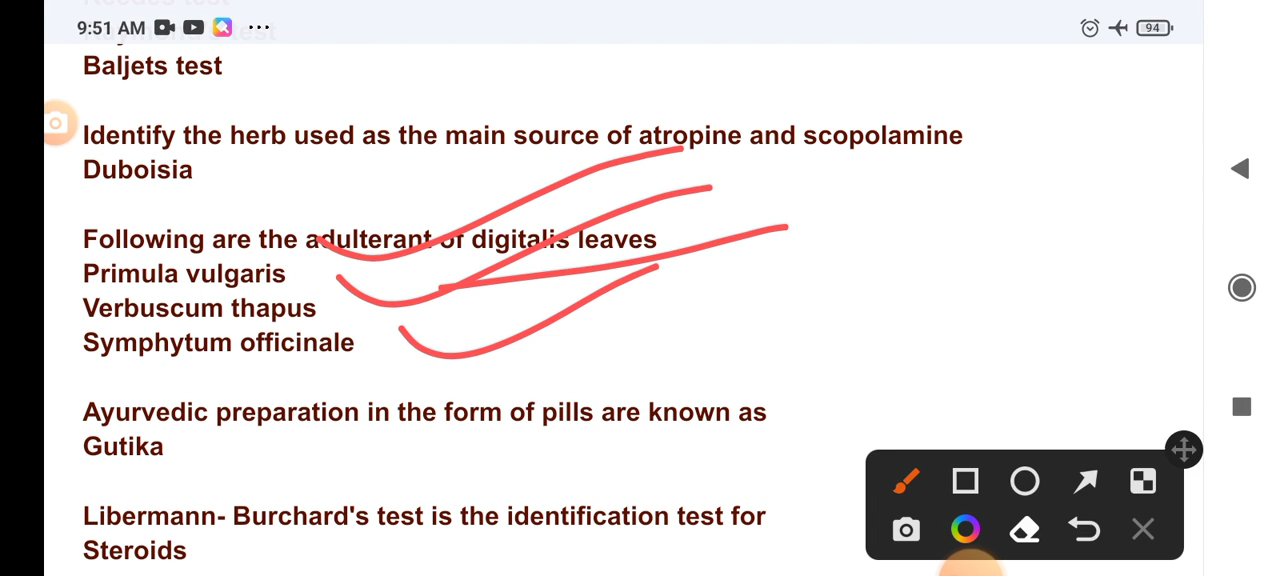 9:51 AM
94
Baljets test
Identify the herb used as the main source of atropine and scopolamine
Duboisia
Following are the adulterant of digitalis leaves
Primula vulgaris
Verbuscum thapus
Symphytum officinale
Ayurvedic preparation in the form of pills are known as
Gutika
Libermann- Burchard's test is the identification test for
Steroids